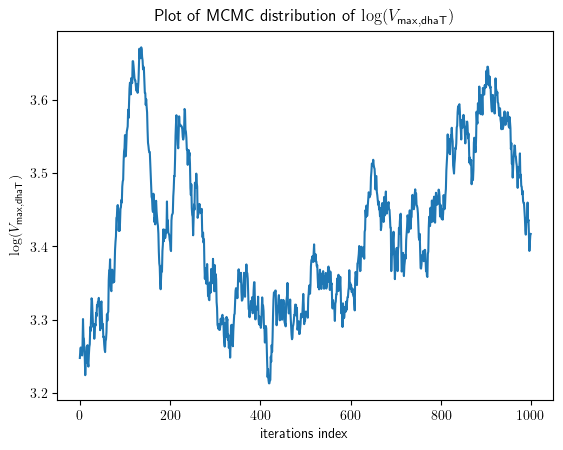 Plot of MCMC distribution of log(V_max,dhaT)
log(V_max,dhaT)
3.6
3.5
3.4
3.3
3.2
0 200 400 600 800 1000
iterations index